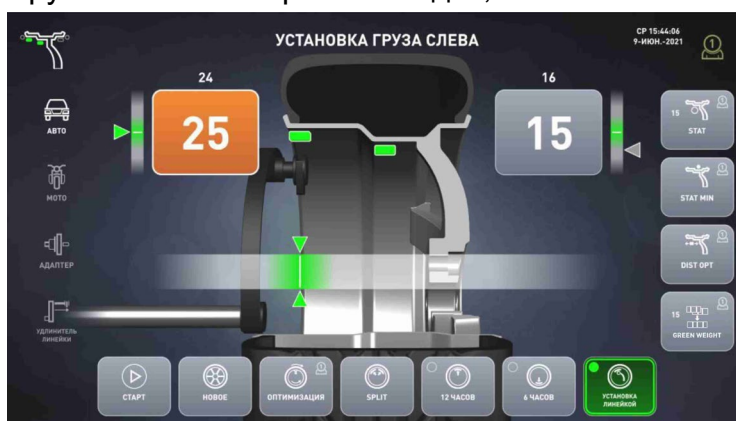 УСТАНОВКА ГРУЗА СЛЕВА
СР 15:44:06
9-ИЮН.-2021
1
24
16
25
15
АВТО
МОТО
АДАПТЕР
УДЛИНИТЕЛЬ
ЛИНЕЙКИ
15
STAT
STAT MIN
DIST OPT
15
GREEN WEIGHT
СТАРТ
НОВОЕ
ОПТИМИЗАЦИЯ
SPLIT
12 ЧАСОВ
6 ЧАСОВ
УСТАНОВКА
ЛИНЕЙКОЙ